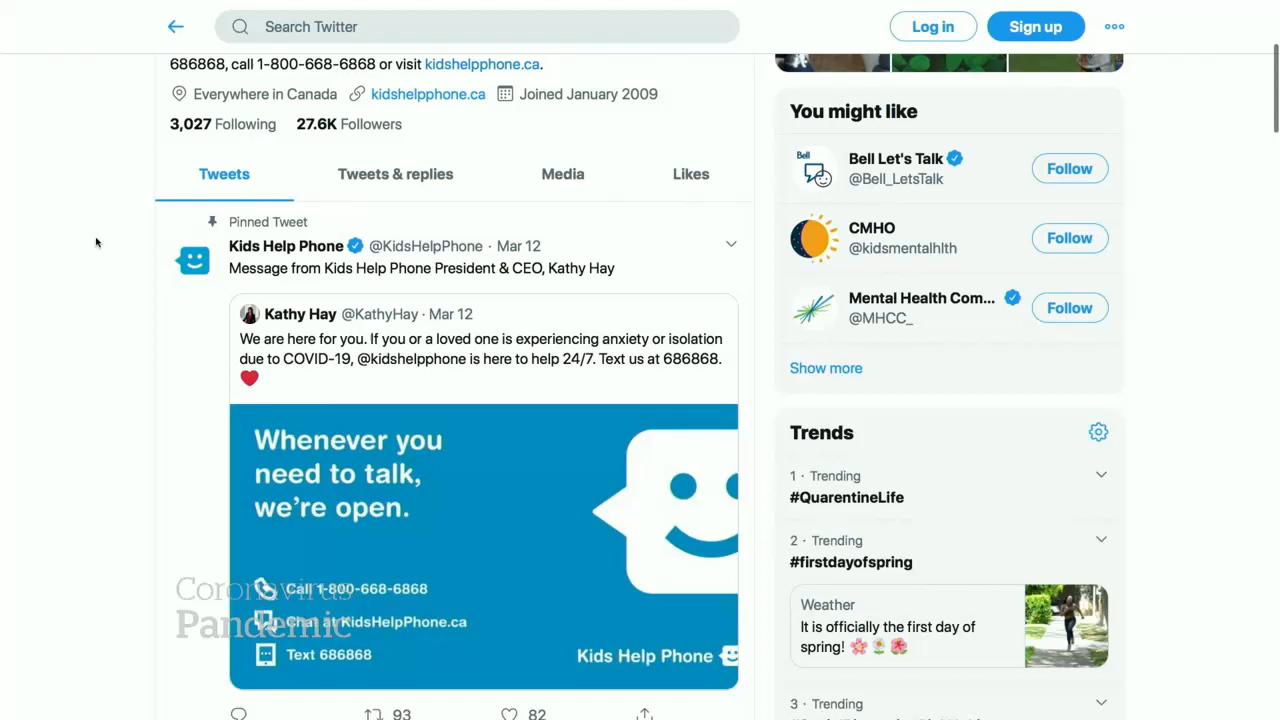 Search Twitter
Log in
Sign up
686868, call 1-800-668-6868 or visit kidshelpphone.ca.
Everywhere in Canada kidshelpphone.ca Joined January 2009
3,027 Following 27.6K Followers
Tweets
Tweets & replies
Media
Likes
Pinned Tweet
Kids Help Phone @KidsHelpPhone · Mar 12
Message from Kids Help Phone President & CEO, Kathy Hay
Kathy Hay @KathyHay · Mar 12
We are here for you. If you or a loved one is experiencing anxiety or isolation
due to COVID-19, @kidshelpphone is here to help 24/7. Text us at 686868.
❤️
Whenever you
need to talk,
we're open.
Call 1-800-668-6868
Chat at KidsHelpPhone.ca
Text 686868
Kids Help Phone
Coronavirus
Pandemic
93
82
You might like
Bell
Bell Let's Talk
@Bell_LetsTalk
Follow
CMHO
@kidsmentalhlth
Follow
Mental Health Com...
@MHCC_
Follow
Show more
Trends
1 · Trending
#QuarentineLife
2 · Trending
#firstdayofspring
Weather
It is officially the first day of
spring! 🌸🌼🌺
3 · Trending